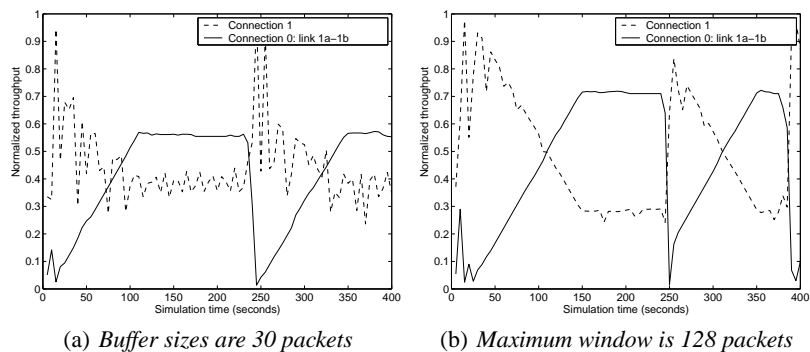 Connection 1
Connection 0: link 1a-1b
Normalized throughput
1
0.9
0.8
0.7
0.6
0.5
0.4
0.3
0.2
0.1
0
0 50 100 150 200 250 300 350 400
Simulation time (seconds)
(a) Buffer sizes are 30 packets
Connection 1
Connection 0: link 1a-1b
Normalized throughput
1
0.9
0.8
0.7
0.6
0.5
0.4
0.3
0.2
0.1
0
0 50 100 150 200 250 300 350 400
Simulation time (seconds)
(b) Maximum window is 128 packets